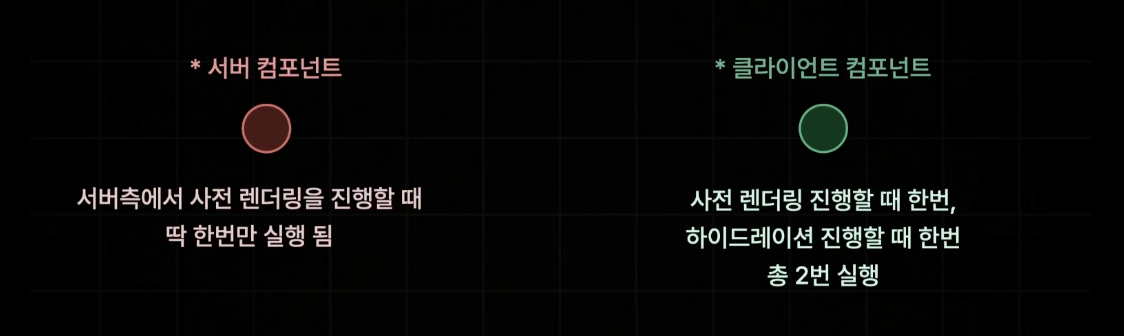 * 서버 컴포넌트
서버측에서 사전 렌더링을 진행할 때
딱 한번만 실행 됨
* 클라이언트 컴포넌트
사전 렌더링 진행할 때 한번,
하이드레이션 진행할 때 한번
총 2번 실행